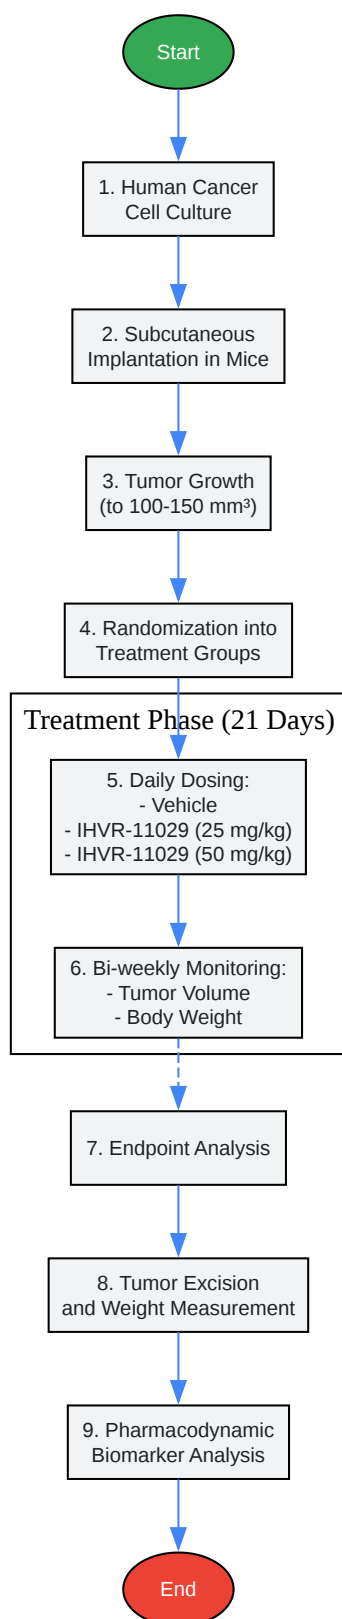 Start
1. Human Cancer
Cell Culture
2. Subcutaneous
Implantation in Mice
3. Tumor Growth
(to 100-150 mm³)
4. Randomization into
Treatment Groups
Treatment Phase (21 Days)
5. Daily Dosing:
- Vehicle
- IHVR-11029 (25 mg/kg)
- IHVR-11029 (50 mg/kg)
6. Bi-weekly Monitoring:
- Tumor Volume
- Body Weight
7. Endpoint Analysis
8. Tumor Excision
and Weight Measurement
9. Pharmacodynamic
Biomarker Analysis
End